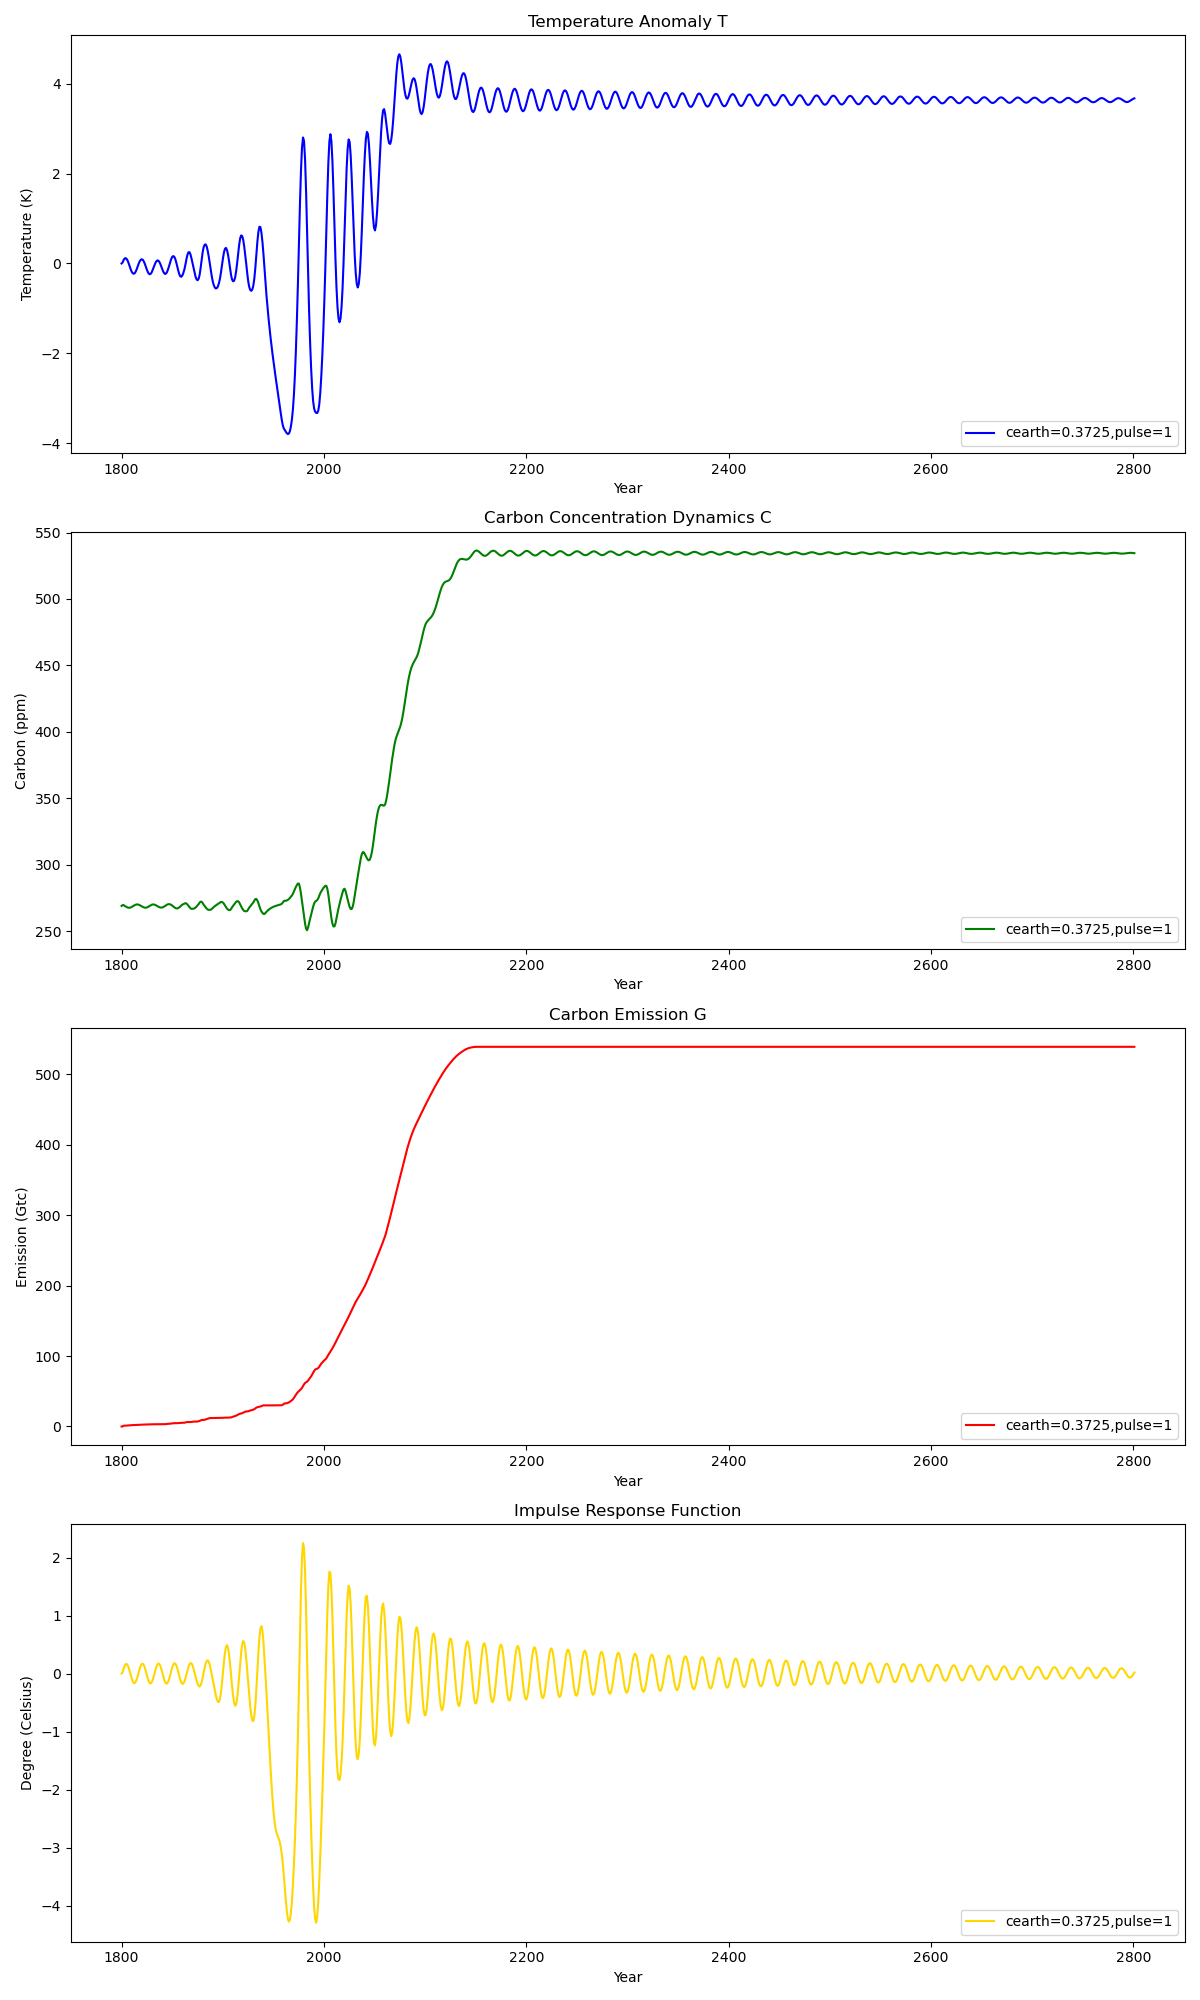 Temperature Anomaly T
Temperature (K)
4
2
0
−2
−4
cearth=0.3725,pulse=1
1800 2000 2200 2400 2600 2800
Year
Carbon Concentration Dynamics C
Carbon (ppm)
550
500
450
400
350
300
250
cearth=0.3725,pulse=1
1800 2000 2200 2400 2600 2800
Year
Carbon Emission G
Emission (Gtc)
500
400
300
200
100
0
cearth=0.3725,pulse=1
1800 2000 2200 2400 2600 2800
Year
Impulse Response Function
Degree (Celsius)
2
1
0
−1
−2
−3
−4
cearth=0.3725,pulse=1
1800 2000 2200 2400 2600 2800
Year